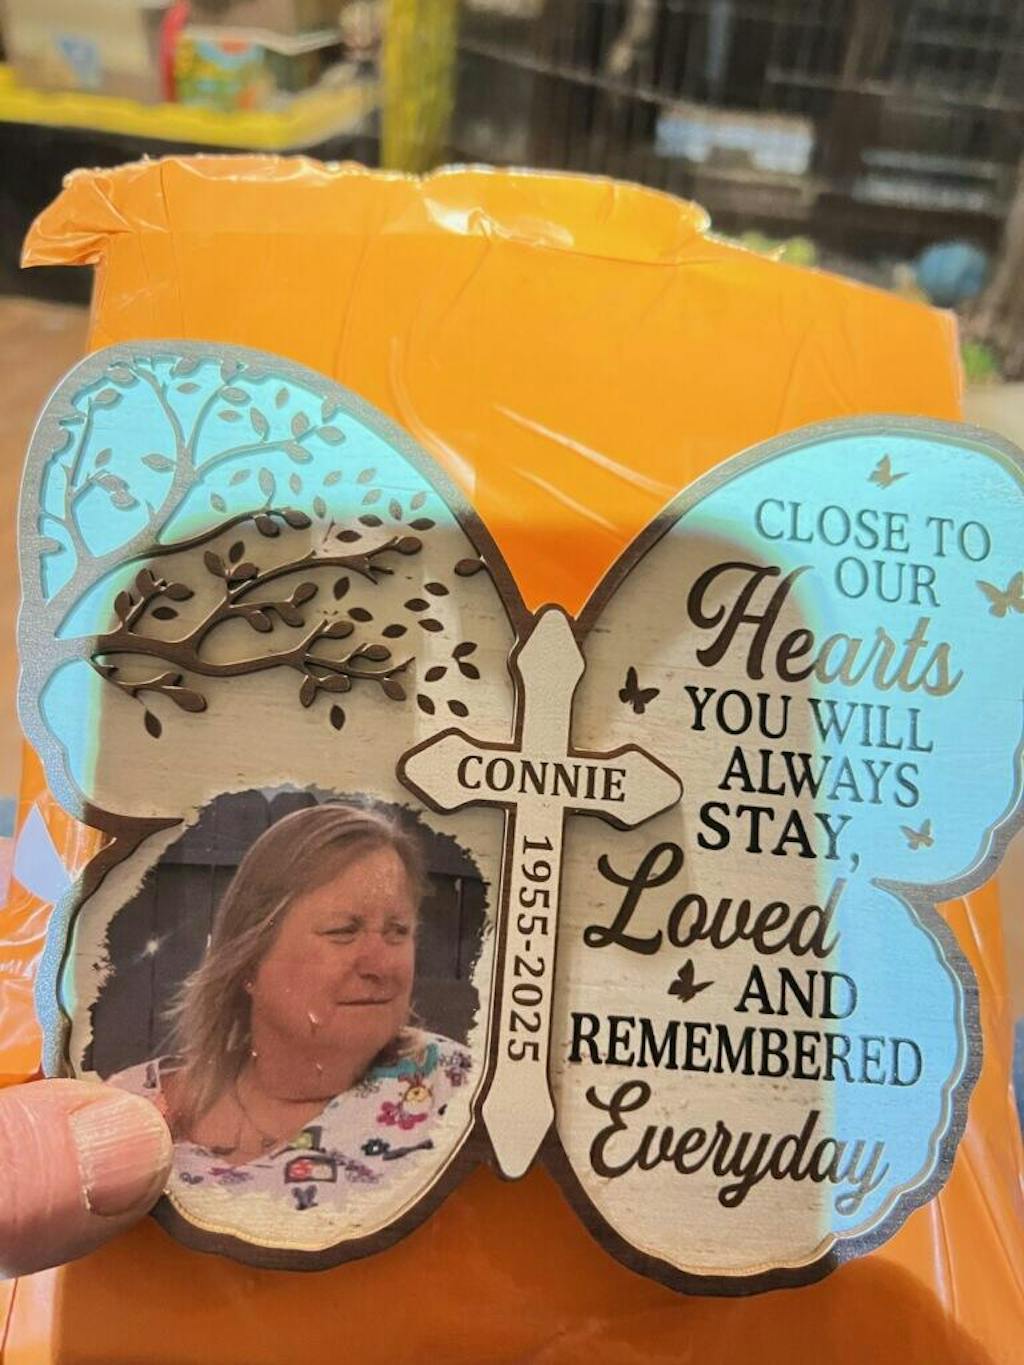 CONNIE
1955-2025
CLOSE TO
OUR
Hearts
YOU WILL
ALWAYS
STAY,
Loved
AND
REMEMBERED
Everyday